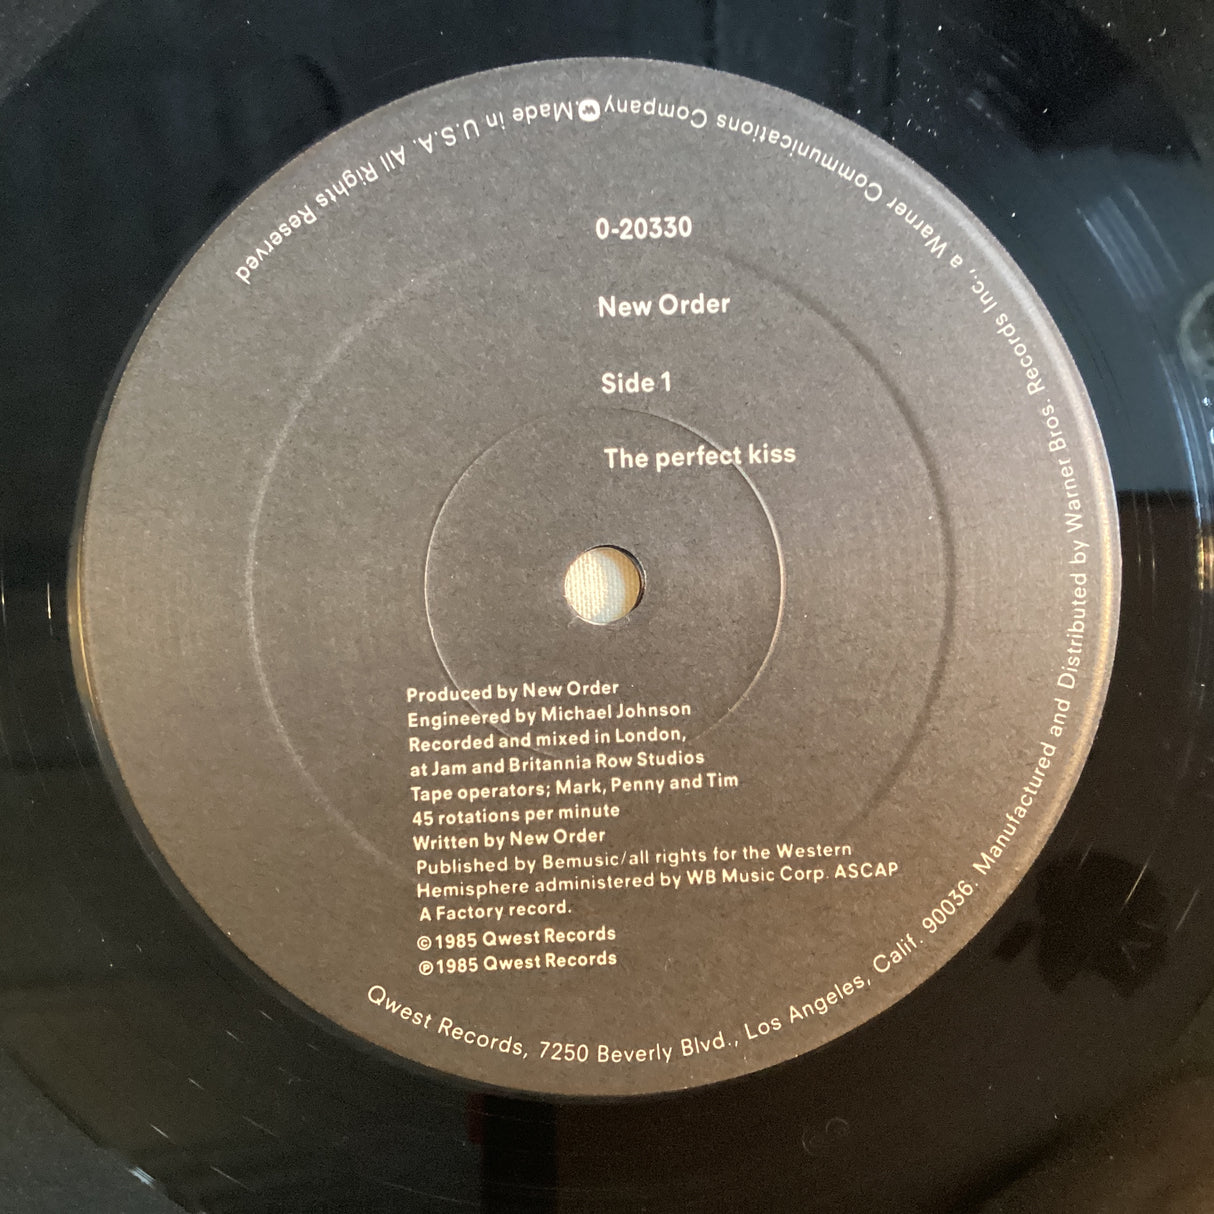 0-20330
New Order
Side 1
The perfect kiss
Produced by New Order
Engineered by Michael Johnson
Recorded and mixed in London,
at Jam and Britannia Row Studios
Tape operators; Mark, Penny and Tim
45 rotations per minute
Written by New Order
Published by Bemusic/all rights for the Western
Hemisphere administered by WB Music Corp. ASCAP
A Factory record.
©1985 Qwest Records
℗1985 Qwest Records
Qwest Records, 7250 Beverly Blvd., Los Angeles, Calif. 90036. Manufactured and Distributed by Warner Bros. Records Inc., a Warner Communications Company. Made in U.S.A. All Rights Reserved